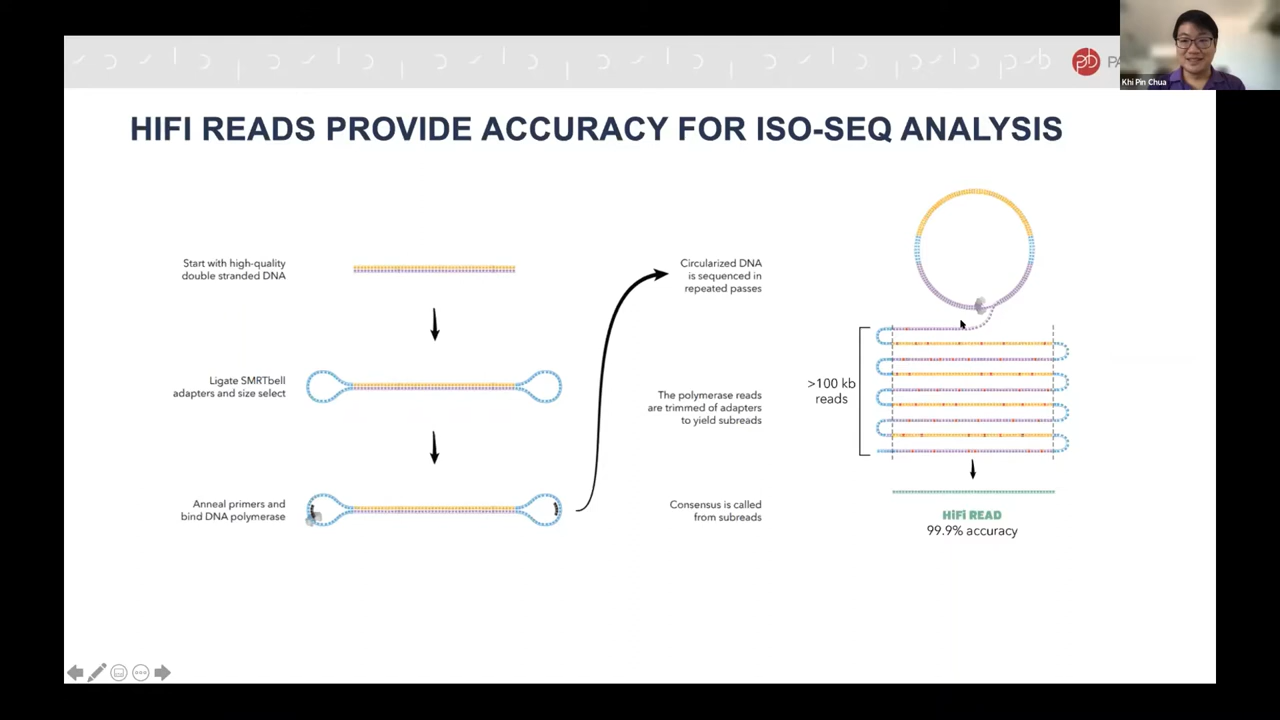 PA
Khi Pin Chua
HIFI READS PROVIDE ACCURACY FOR ISO-SEQ ANALYSIS
Start with high-quality
double stranded DNA
Ligate SMRTbell
adapters and size select
Anneal primers and
bind DNA polymerase
Circularized DNA
is sequenced in
repeated passes
The polymerase reads
are trimmed of adapters
to yield subreads
Consensus is called
from subreads
>100 kb
reads
HiFi READ
99.9% accuracy